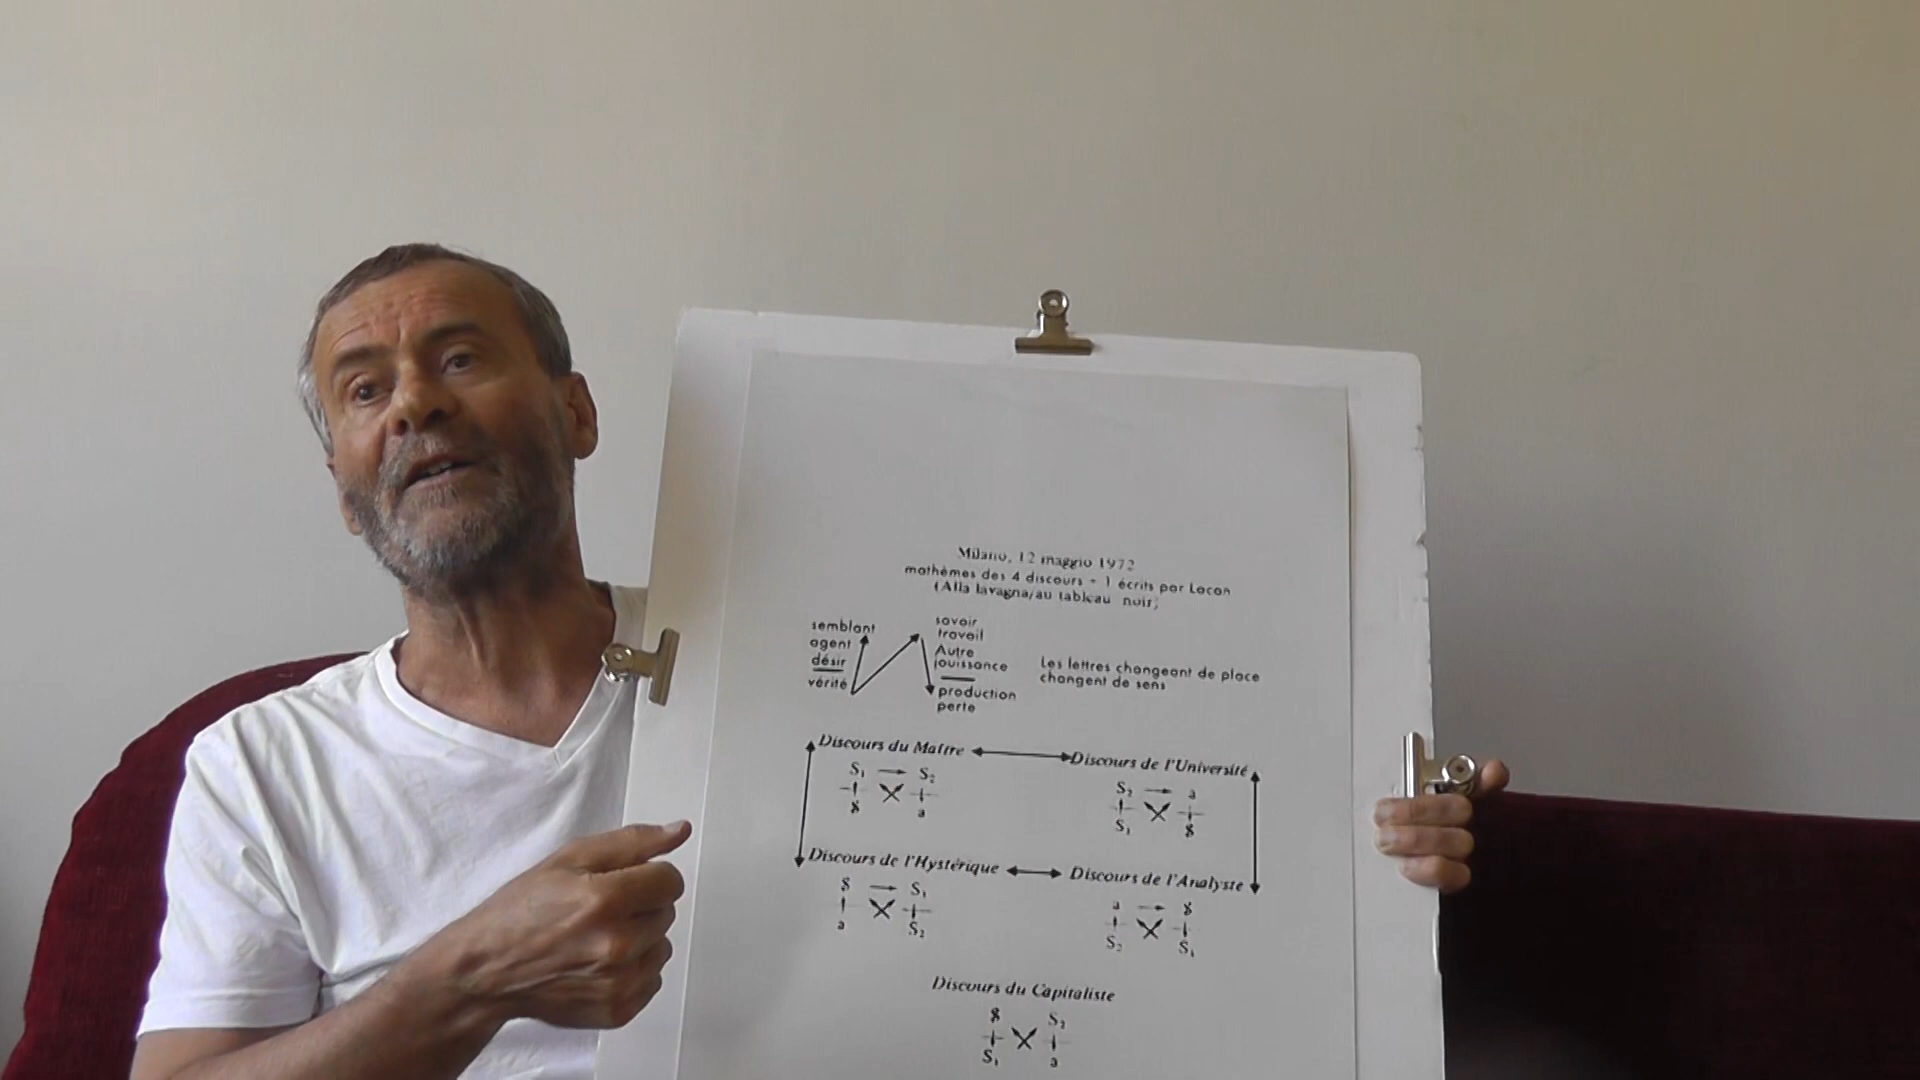 Milano, 12 maggio 1972
mathèmes des 4 discours + 1 écrits par Lacan
(Alla lavagna/au tableau noir)
semblant
agent
désir
vérité
savoir
travail
Autre
jouissance
production
perte
Les lettres changeant de place
changent de sens
Discours du Maître
S₁ → S₂
$ a
Discours de l'Université
S₂ → a
S₁ $
Discours de l'Hystérique
$ → S₁
a S₂
Discours de l'Analyste
a → $
S₂ S₁
Discours du Capitaliste
$ S₂
S₁ a